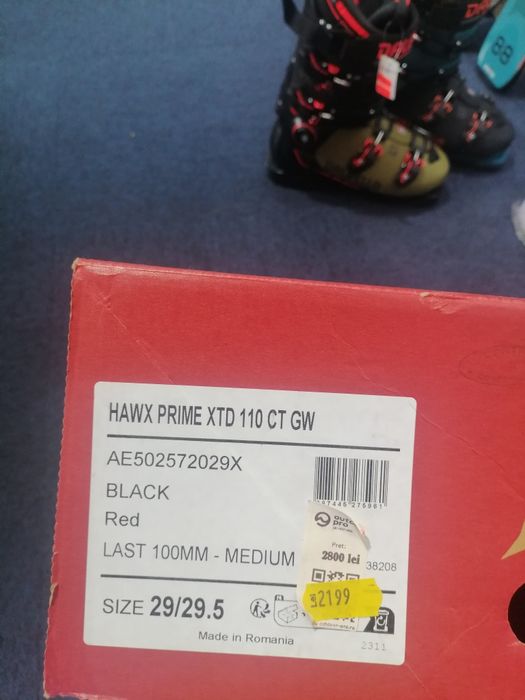 88
HAWX PRIME XTD 110 CT GW
AE502572029X
BLACK
Red
LAST 100MM - MEDIUM
38208
Pret:
2800 lei
2199
SIZE 29/29.5
Made in Romania
2311